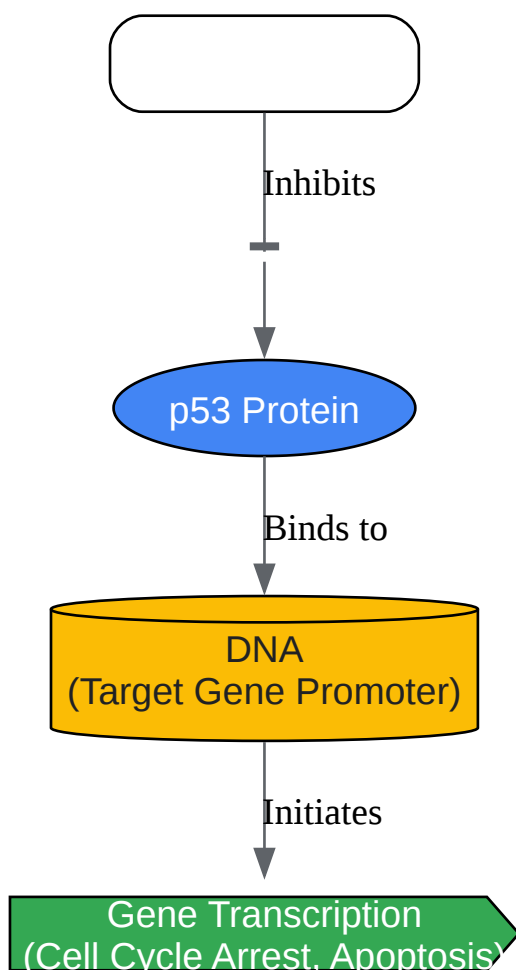 Inhibits
p53 Protein
Binds to
DNA
(Target Gene Promoter)
Initiates
Gene Transcription
(Cell Cycle Arrest, Apoptosis)